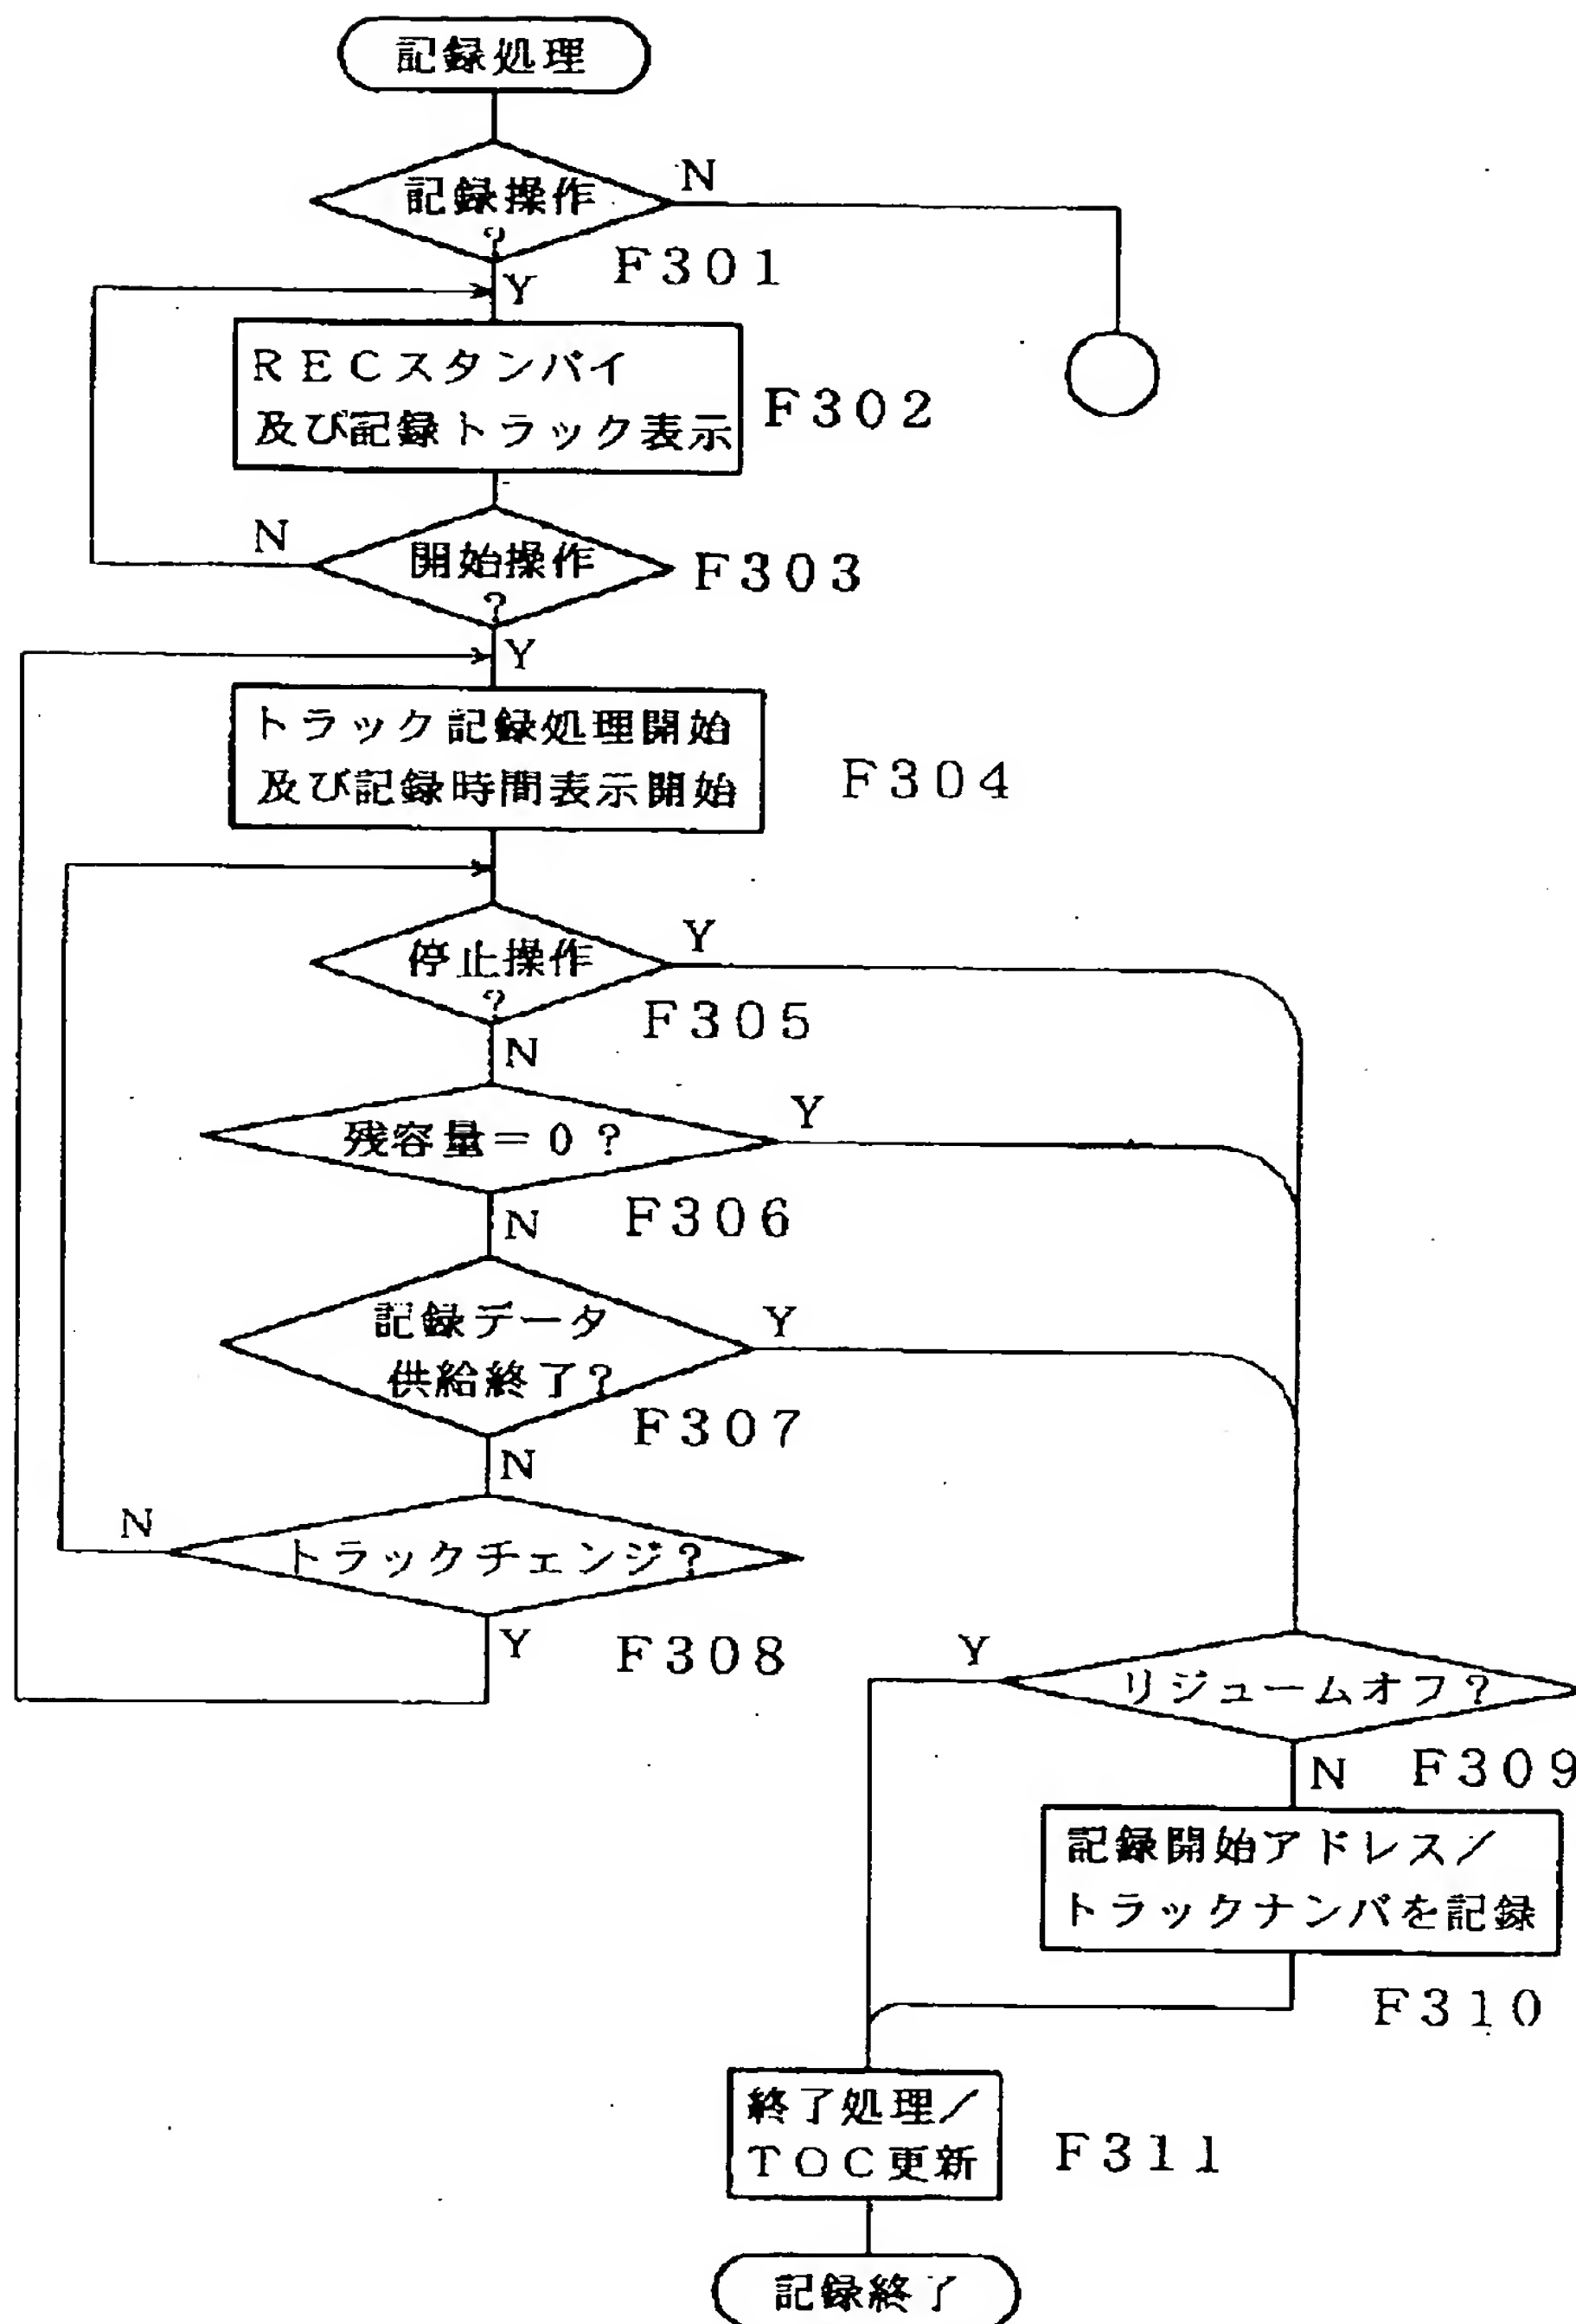 記録処理
記録操作
?
N
F301
Y
RECスタンバイ
及び記録トラック表示
F302
N
開始操作
?
F303
Y
トラック記録処理開始
及び記録時間表示開始
F304
停止操作
?
Y
F305
N
残容量=0?
Y
F306
N
記録データ
供給終了?
Y
F307
N
N
トラックチェンジ?
F308
Y
Y
リジュームオフ?
F309
N
記録開始アドレス/
トラックナンバを記録
F310
終了処理/
TOC更新
F311
記録終了